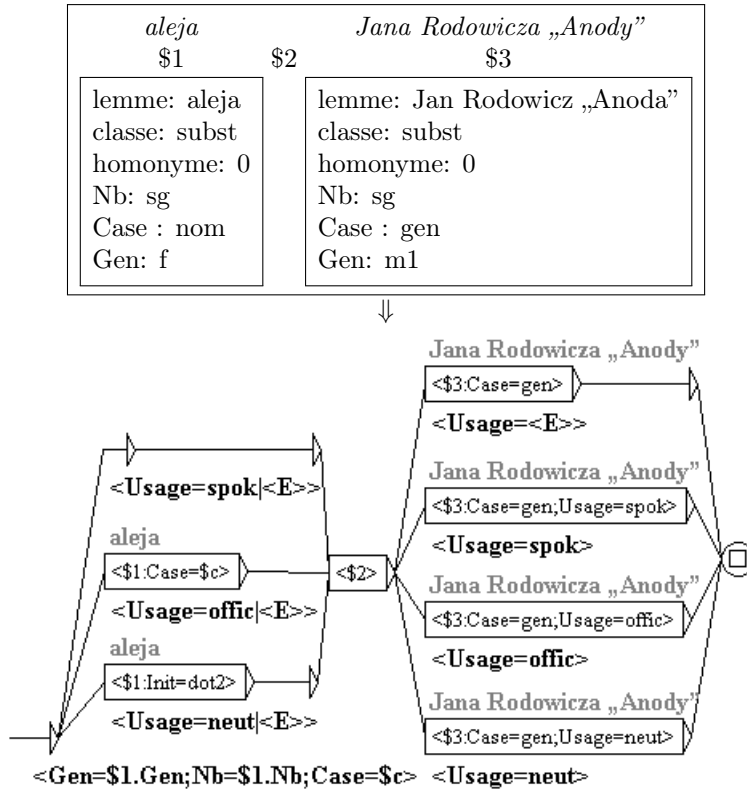 aleja Jana Rodowicza „Anody”
$1 $2 $3
lemme: aleja
classe: subst
homonyme: 0
Nb: sg
Case : nom
Gen: f
lemme: Jan Rodowicz „Anoda”
classe: subst
homonyme: 0
Nb: sg
Case : gen
Gen: m1
⇓
Jana Rodowicza „Anody”
<$3:Case=gen>
<Usage=<E>>
<Usage=spok|<E>>
Jana Rodowicza „Anody”
<$3:Case=gen;Usage=spok>
<Usage=spok>
aleja
<$1:Case=$c>
<Usage=offic|<E>>
<$2>
Jana Rodowicza „Anody”
<$3:Case=gen;Usage=offic>
<Usage=offic>
aleja
<$1:Init=dot2>
<Usage=neut|<E>>
Jana Rodowicza „Anody”
<$3:Case=gen;Usage=neut>
<Gen=$1.Gen;Nb=$1.Nb;Case=$c> <Usage=neut>